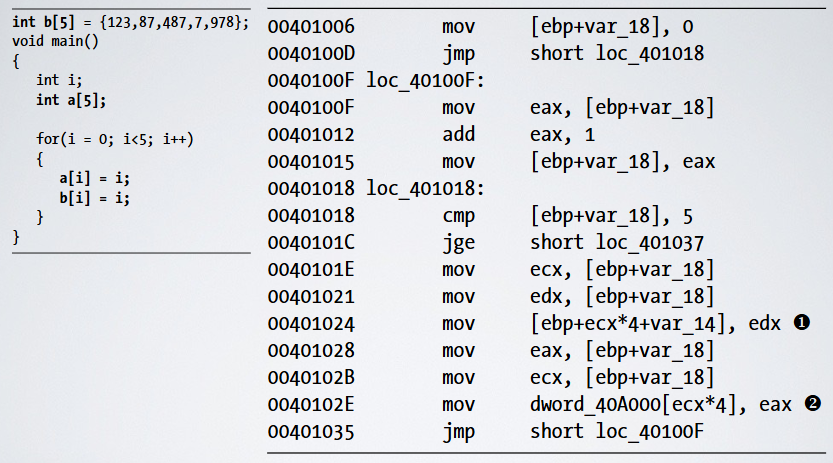 int b[5] = {123,87,487,7,978};
void main()
{
int i;
int a[5];
for(i = 0; i<5; i++)
{
a[i] = i;
b[i] = i;
}
}
00401006 mov [ebp+var_18], 0
0040100D jmp short loc_401018
0040100F loc_40100F:
0040100F mov eax, [ebp+var_18]
00401012 add eax, 1
00401015 mov [ebp+var_18], eax
00401018 loc_401018:
00401018 cmp [ebp+var_18], 5
0040101C jge short loc_401037
0040101E mov ecx, [ebp+var_18]
00401021 mov edx, [ebp+var_18]
00401024 mov [ebp+ecx*4+var_14], edx ❶
00401028 mov eax, [ebp+var_18]
0040102B mov ecx, [ebp+var_18]
0040102E mov dword_40A000[ecx*4], eax ❷
00401035 jmp short loc_40100F